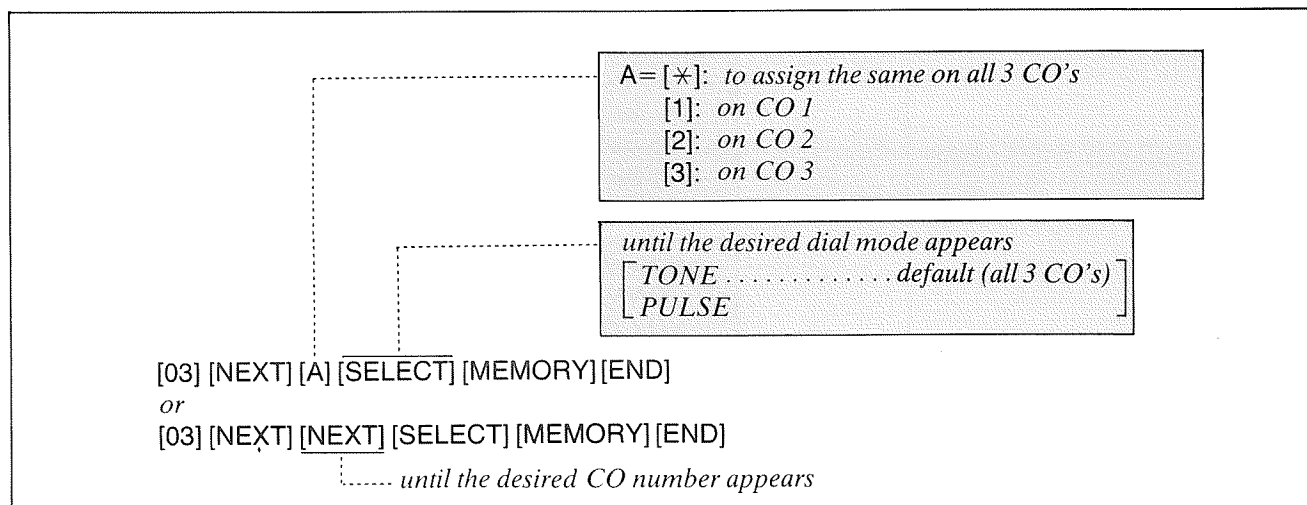 A=[✳]: to assign the same on all 3 CO's
[1]: on CO 1
[2]: on CO 2
[3]: on CO 3
until the desired dial mode appears
TONE . . . . . . . . . . . . . default (all 3 CO's)
PULSE
[03] [NEXT] [A] [SELECT] [MEMORY] [END]
or
[03] [NEXT] [NEXT] [SELECT] [MEMORY] [END]
until the desired CO number appears